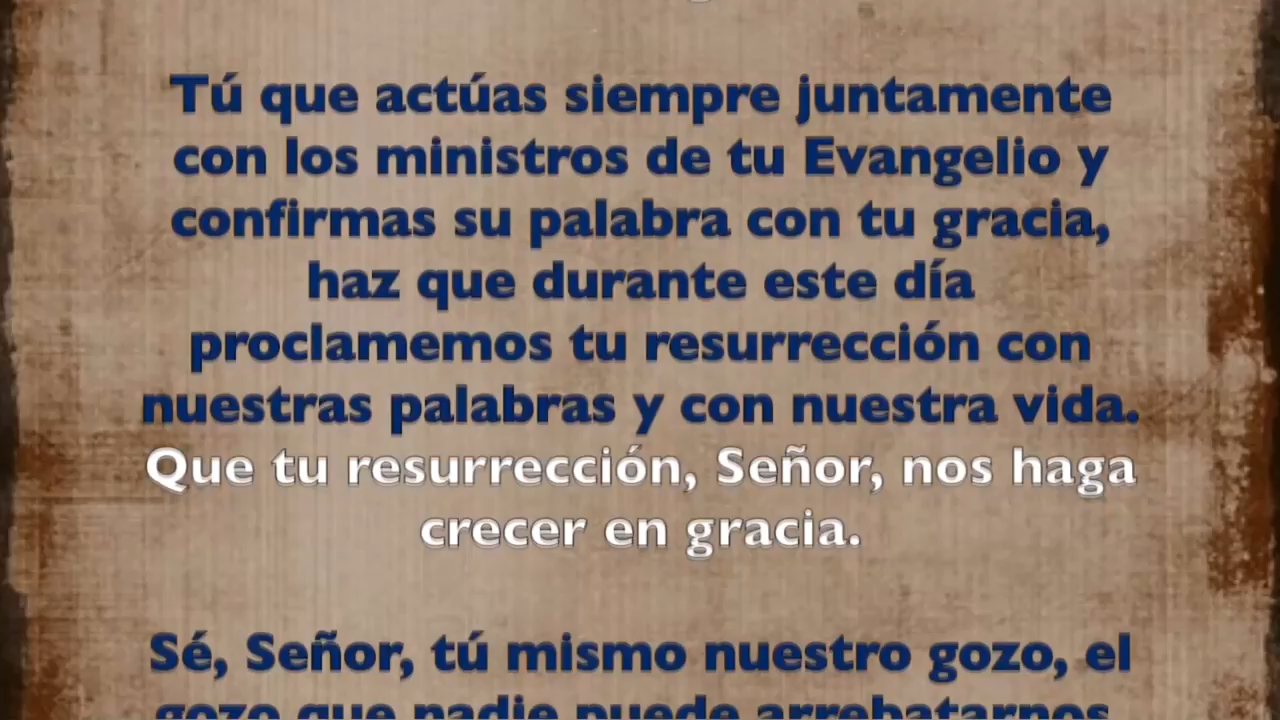 Tú que actúas siempre juntamente
con los ministros de tu Evangelio y
confirmas su palabra con tu gracia,
haz que durante este día
proclamemos tu resurrección con
nuestras palabras y con nuestra vida.
Que tu resurrección, Señor, nos haga
crecer en gracia.
Sé, Señor, tú mismo nuestro gozo, el
gozo que nadie puede arrebatarnos